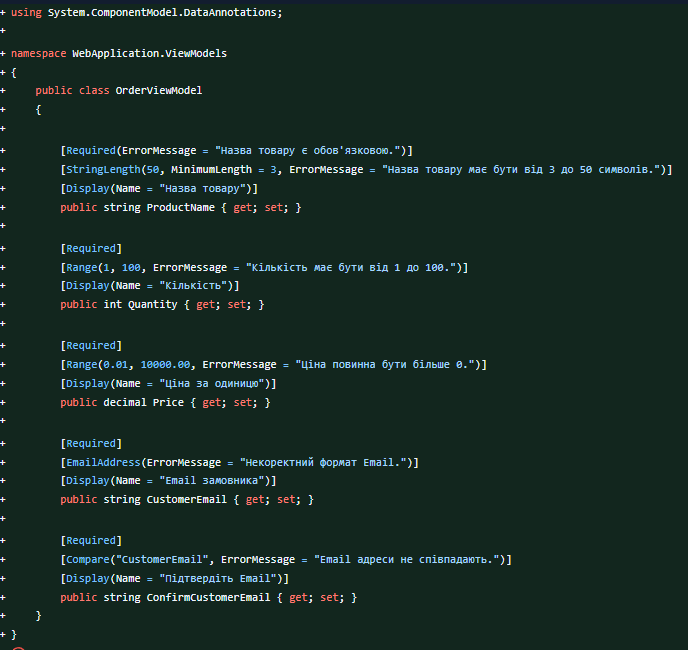 + using System.ComponentModel.DataAnnotations;
+
+ namespace WebApplication.ViewModels
+ {
+     public class OrderViewModel
+     {
+
+         [Required(ErrorMessage = "Назва товару є обов'язковою.")]
+         [StringLength(50, MinimumLength = 3, ErrorMessage = "Назва товару має бути від 3 до 50 символів.")]
+         [Display(Name = "Назва товару")]
+         public string ProductName { get; set; }
+
+         [Required]
+         [Range(1, 100, ErrorMessage = "Кількість має бути від 1 до 100.")]
+         [Display(Name = "Кількість")]
+         public int Quantity { get; set; }
+
+         [Required]
+         [Range(0.01, 10000.00, ErrorMessage = "Ціна повинна бути більше 0.")]
+         [Display(Name = "Ціна за одиницю")]
+         public decimal Price { get; set; }
+
+         [Required]
+         [EmailAddress(ErrorMessage = "Некоректний формат Email.")]
+         [Display(Name = "Email замовника")]
+         public string CustomerEmail { get; set; }
+
+         [Required]
+         [Compare("CustomerEmail", ErrorMessage = "Email адреси не співпадають.")]
+         [Display(Name = "Підтвердіть Email")]
+         public string ConfirmCustomerEmail { get; set; }
+     }
+ }